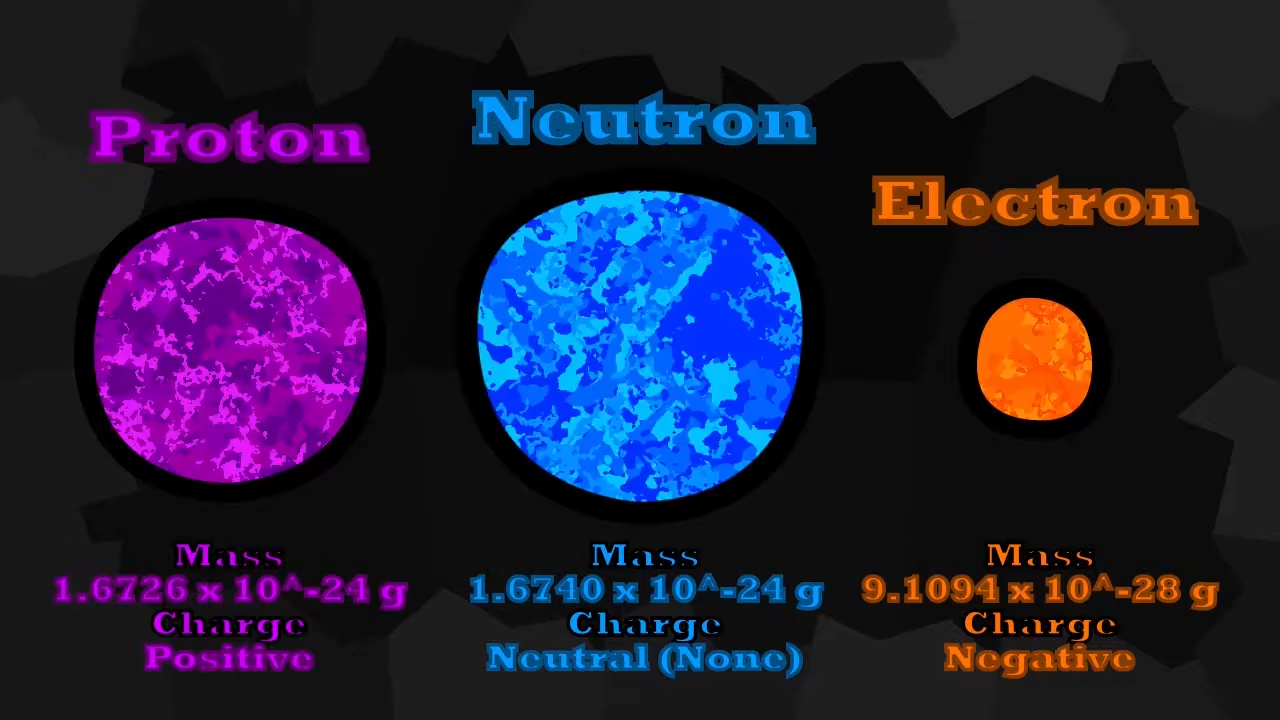 Proton
Neutron
Electron
Mass
1.6726 x 10^-24 g
Charge
Positive
Mass
1.6740 x 10^-24 g
Charge
Neutral (None)
Mass
9.1094 x 10^-28 g
Charge
Negative